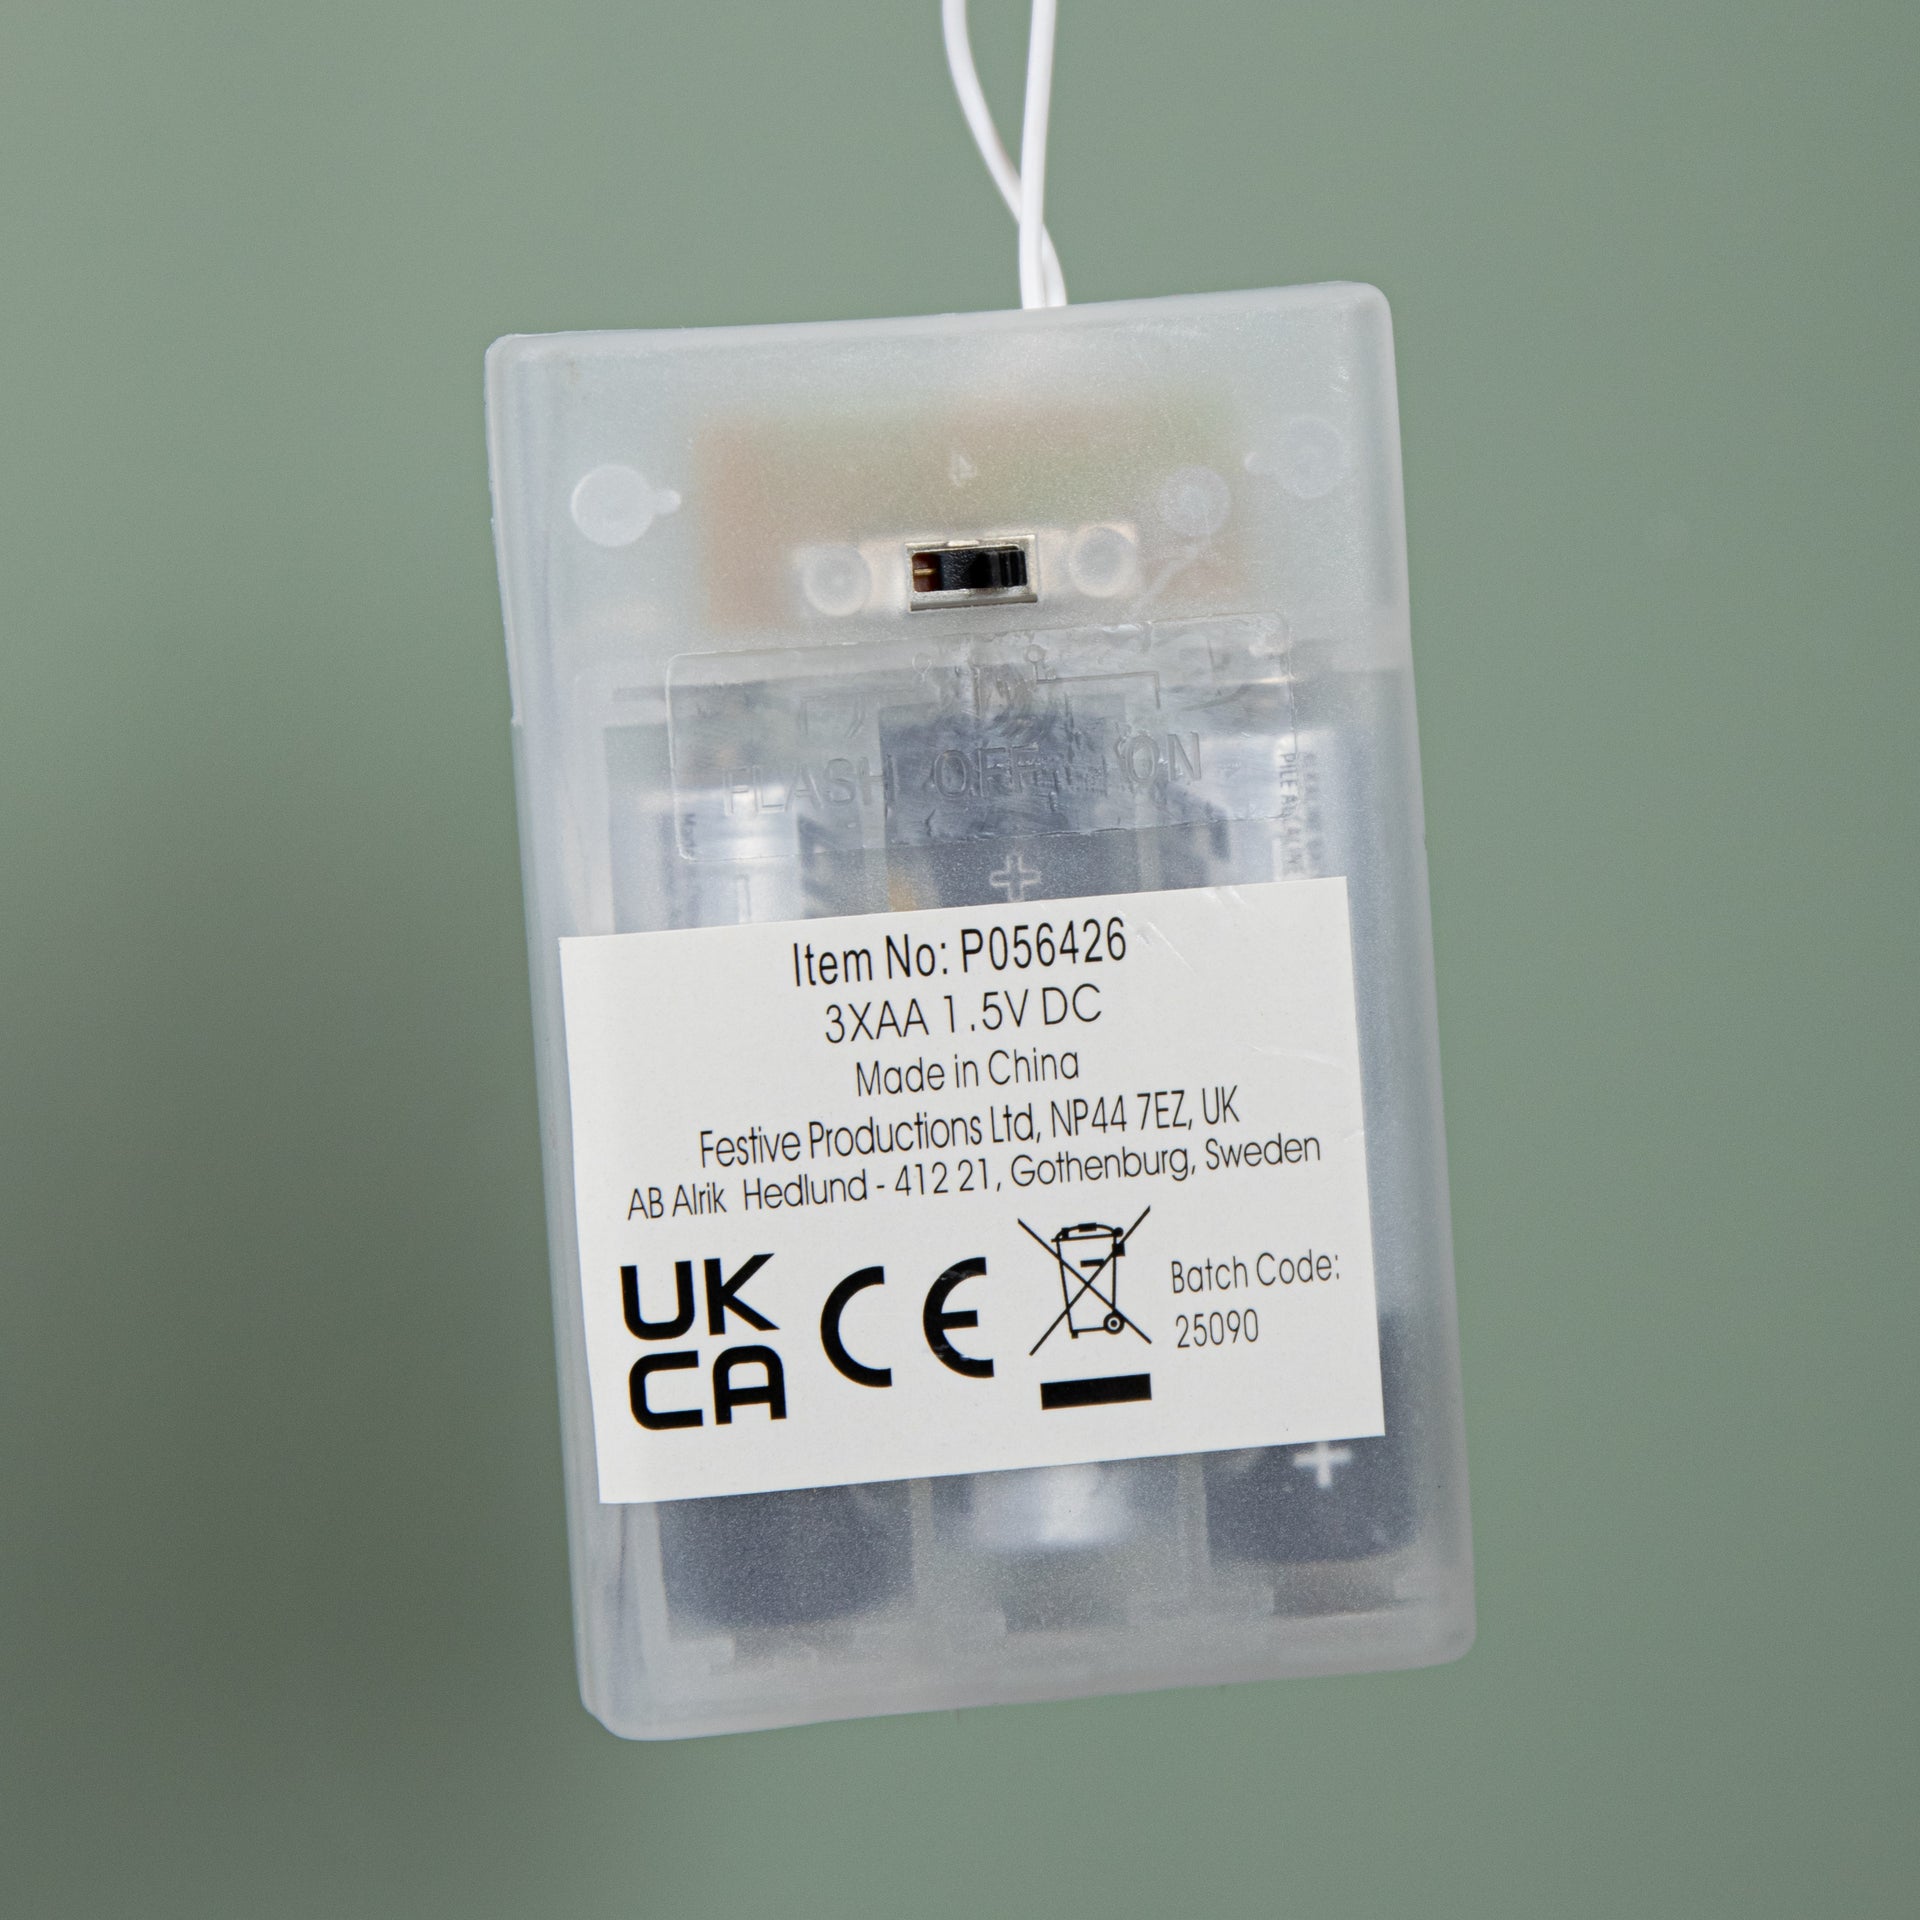 4
FLASH OFF ON
+
Item No: P056426
3XAA 1.5V DC
Made in China
Festive Productions Ltd, NP44 7EZ, UK
AB Alrik Hedlund - 412 21, Gothenburg, Sweden
UK
CA
CE
Batch Code:
25090
+